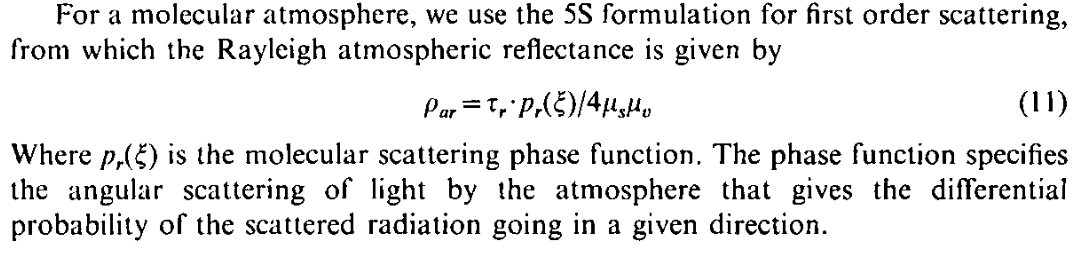 For a molecular atmosphere, we use the 5S formulation for first order scattering,
from which the Rayleigh atmospheric reflectance is given by
ρ_ar = τ_r · p_r(ξ)/4μ_sμ_v (11)
Where p_r(ξ) is the molecular scattering phase function. The phase function specifies
the angular scattering of light by the atmosphere that gives the differential
probability of the scattered radiation going in a given direction.